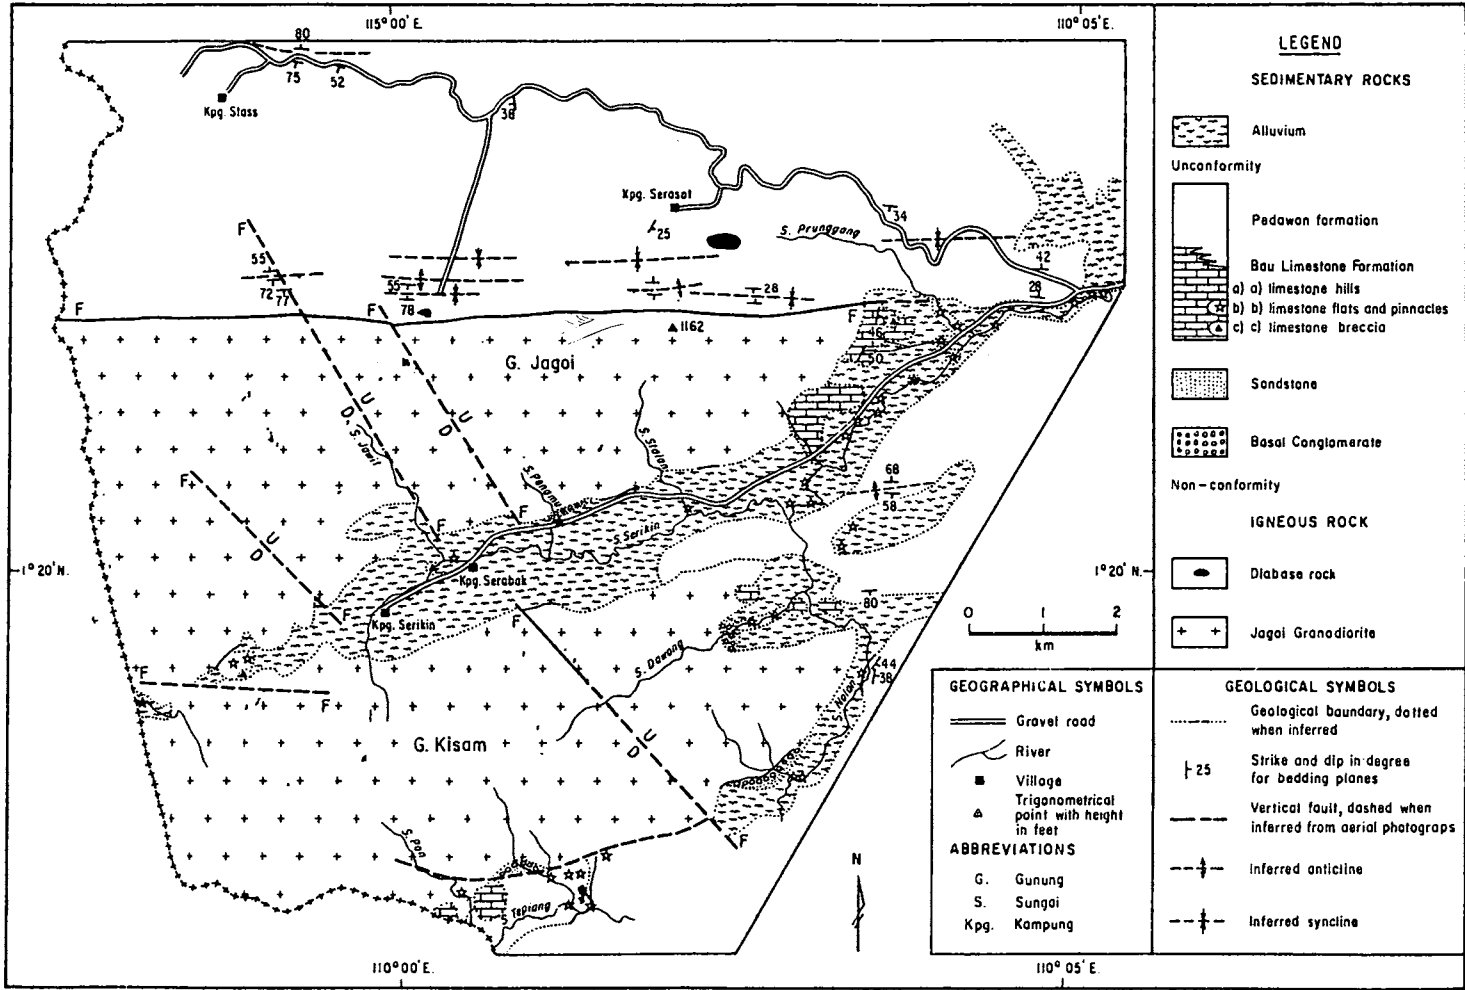 115° 00' E.
110° 05' E.
80
75
52
Kpg. Stass
38
Kpg. Serasot
25
34
S. Prunggang
F
55
72
77
55
78
28
42
28
F
F
F
1162
46
50
G. Jagoi
U
D
U
D
S. Jawit
S. Stalan
F
F
F
68
58
S. Serikin
U
D
1° 20' N.
1° 20' N.
Kpg. Serabak
Kpg. Serikin
F
F
80
S. Dawang
44
38
S. Nalan
F
F
G. Kisam
U
D
F
S. Pan
S. Tepiang
0 1 2
km
N
110° 00' E.
110° 05' E.
LEGEND
SEDIMENTARY ROCKS
Alluvium
Unconformity
Pedawan formation
Bau Limestone Formation
a) a) limestone hills
b) b) limestone flats and pinnacles
c) c) limestone breccia
Sandstone
Basal Conglomerate
Non-conformity
IGNEOUS ROCK
Diabase rock
Jagoi Granodiorite
GEOGRAPHICAL SYMBOLS
Gravel road
River
Village
Trigonometrical
point with height
in feet
ABBREVIATIONS
G. Gunung
S. Sungai
Kpg. Kampung
GEOLOGICAL SYMBOLS
Geological boundary, dotted
when inferred
25
Strike and dip in degree
for bedding planes
Vertical fault, dashed when
inferred from aerial photograps
Inferred anticline
Inferred syncline